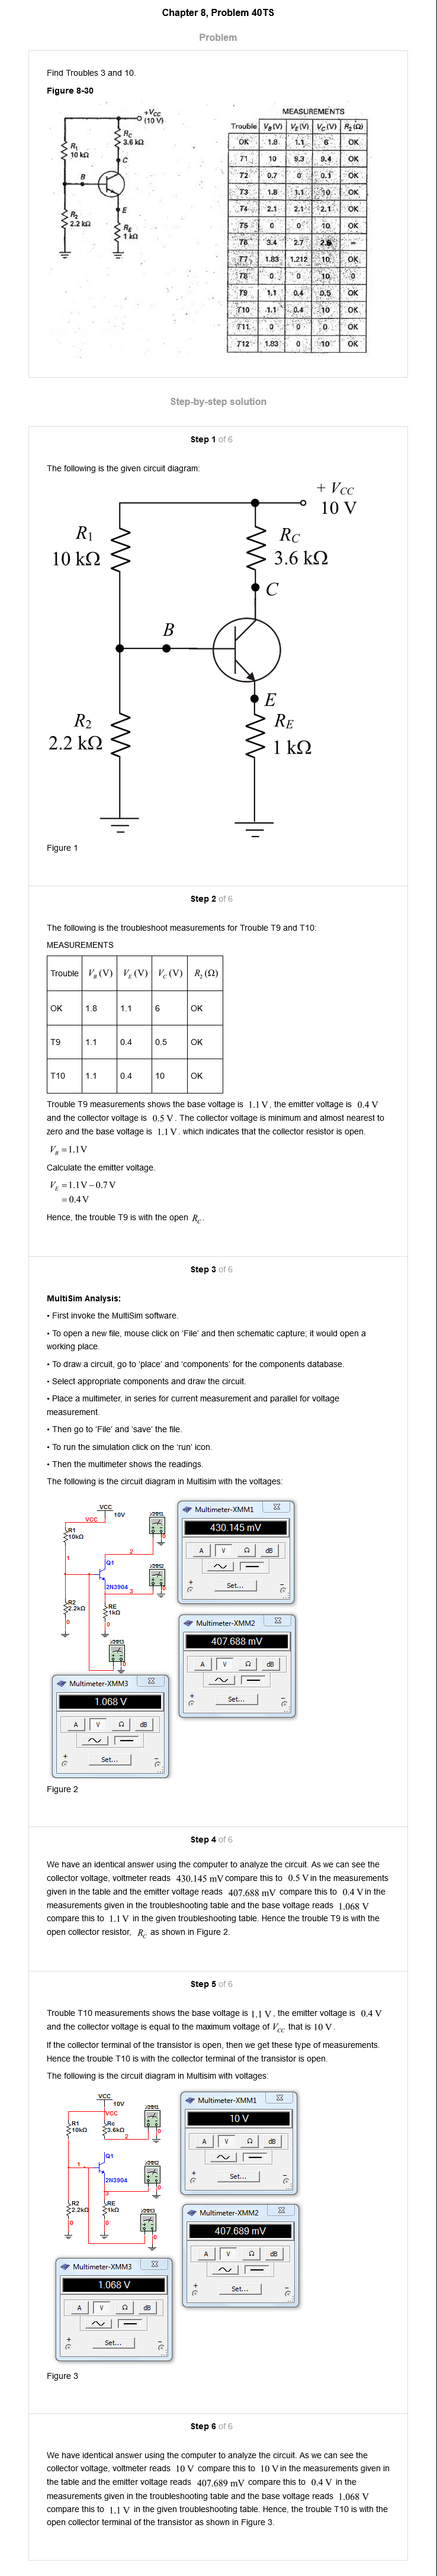 Chapter 8, Problem 40TS
Problem
Find Troubles 3 and 10.
Figure 8-30
+VCC
(10 V)
RC
3.6 kΩ
R1
10 kΩ
C
B
E
R2
2.2 kΩ
RE
1 kΩ
MEASUREMENTS
Trouble VB (V) VE (V) VC (V) R2 (Ω)
OK 1.8 1.1 6 OK
T1 10 9.3 9.4 OK
T2 0.7 0 0.1 OK
T3 1.8 1.1 10 OK
T4 2.1 2.1 2.1 OK
T5 0 0 10 OK
T6 3.4 2.7 2.8 ∞
T7 1.83 1.212 10 OK
T8 0 0 10 0
T9 1.1 0.4 0.5 OK
T10 1.1 0.4 10 OK
T11 0 0 0 OK
T12 1.83 0 10 OK
Step-by-step solution
Step 1 of 6
The following is the given circuit diagram:
+ VCC
10 V
R1
10 kΩ
RC
3.6 kΩ
C
B
E
R2
2.2 kΩ
RE
1 kΩ
Figure 1
Step 2 of 6
The following is the troubleshoot measurements for Trouble T9 and T10:
MEASUREMENTS
Trouble VB (V) VE (V) VC (V) R2 (Ω)
OK 1.8 1.1 6 OK
T9 1.1 0.4 0.5 OK
T10 1.1 0.4 10 OK
Trouble T9 measurements shows the base voltage is 1.1 V, the emitter voltage is 0.4 V
and the collector voltage is 0.5 V. The collector voltage is minimum and almost nearest to
zero and the base voltage is 1.1 V. which indicates that the collector resistor is open.
VB = 1.1 V
Calculate the emitter voltage.
VE = 1.1 V − 0.7 V
= 0.4 V
Hence, the trouble T9 is with the open RC.
Step 3 of 6
MultiSim Analysis:
• First invoke the MultiSim software.
• To open a new file, mouse click on 'File' and then schematic capture; it would open a
working place.
• To draw a circuit, go to 'place' and 'components' for the components database.
• Select appropriate components and draw the circuit.
• Place a multimeter, in series for current measurement and parallel for voltage
measurement.
• Then go to 'File' and 'save' the file.
• To run the simulation click on the 'run' icon.
• Then the multimeter shows the readings.
The following is the circuit diagram in Multisim with the voltages:
VCC
10V
VCC
XMM1
R1
10kΩ
1
2
Q1
XMM2
2N3904
3
R2
2.2kΩ
RE
1kΩ
0
0
XMM3
Multimeter-XMM1
430.145 mV
A V Ω dB
+ Set... −
Multimeter-XMM2
407.688 mV
A V Ω dB
+ Set... −
Multimeter-XMM3
1.068 V
A V Ω dB
+ Set... −
Figure 2
Step 4 of 6
We have an identical answer using the computer to analyze the circuit. As we can see the
collector voltage, voltmeter reads 430.145 mV compare this to 0.5 V in the measurements
given in the table and the emitter voltage reads 407.688 mV compare this to 0.4 V in the
measurements given in the troubleshooting table and the base voltage reads 1.068 V
compare this to 1.1 V in the given troubleshooting table. Hence the trouble T9 is with the
open collector resistor, RC as shown in Figure 2.
Step 5 of 6
Trouble T10 measurements shows the base voltage is 1.1 V, the emitter voltage is 0.4 V
and the collector voltage is equal to the maximum voltage of VCC that is 10 V.
If the collector terminal of the transistor is open, then we get these type of measurements.
Hence the trouble T10 is with the collector terminal of the transistor is open.
The following is the circuit diagram in Multisim with voltages:
VCC
10V
VCC
XMM1
R1
10kΩ
Rc
3.6kΩ
2
0
Q1
1
XMM2
2N3904
3
R2
2.2kΩ
RE
1kΩ
XMM3
0
0
Multimeter-XMM1
10 V
A V Ω dB
+ Set... −
Multimeter-XMM2
407.689 mV
A V Ω dB
+ Set... −
Multimeter-XMM3
1.068 V
A V Ω dB
+ Set... −
Figure 3
Step 6 of 6
We have identical answer using the computer to analyze the circuit. As we can see the
collector voltage, voltmeter reads 10 V compare this to 10 V in the measurements given in
the table and the emitter voltage reads 407.689 mV compare this to 0.4 V in the
measurements given in the troubleshooting table and the base voltage reads 1.068 V
compare this to 1.1 V in the given troubleshooting table. Hence, the trouble T10 is with the
open collector terminal of the transistor as shown in Figure 3.